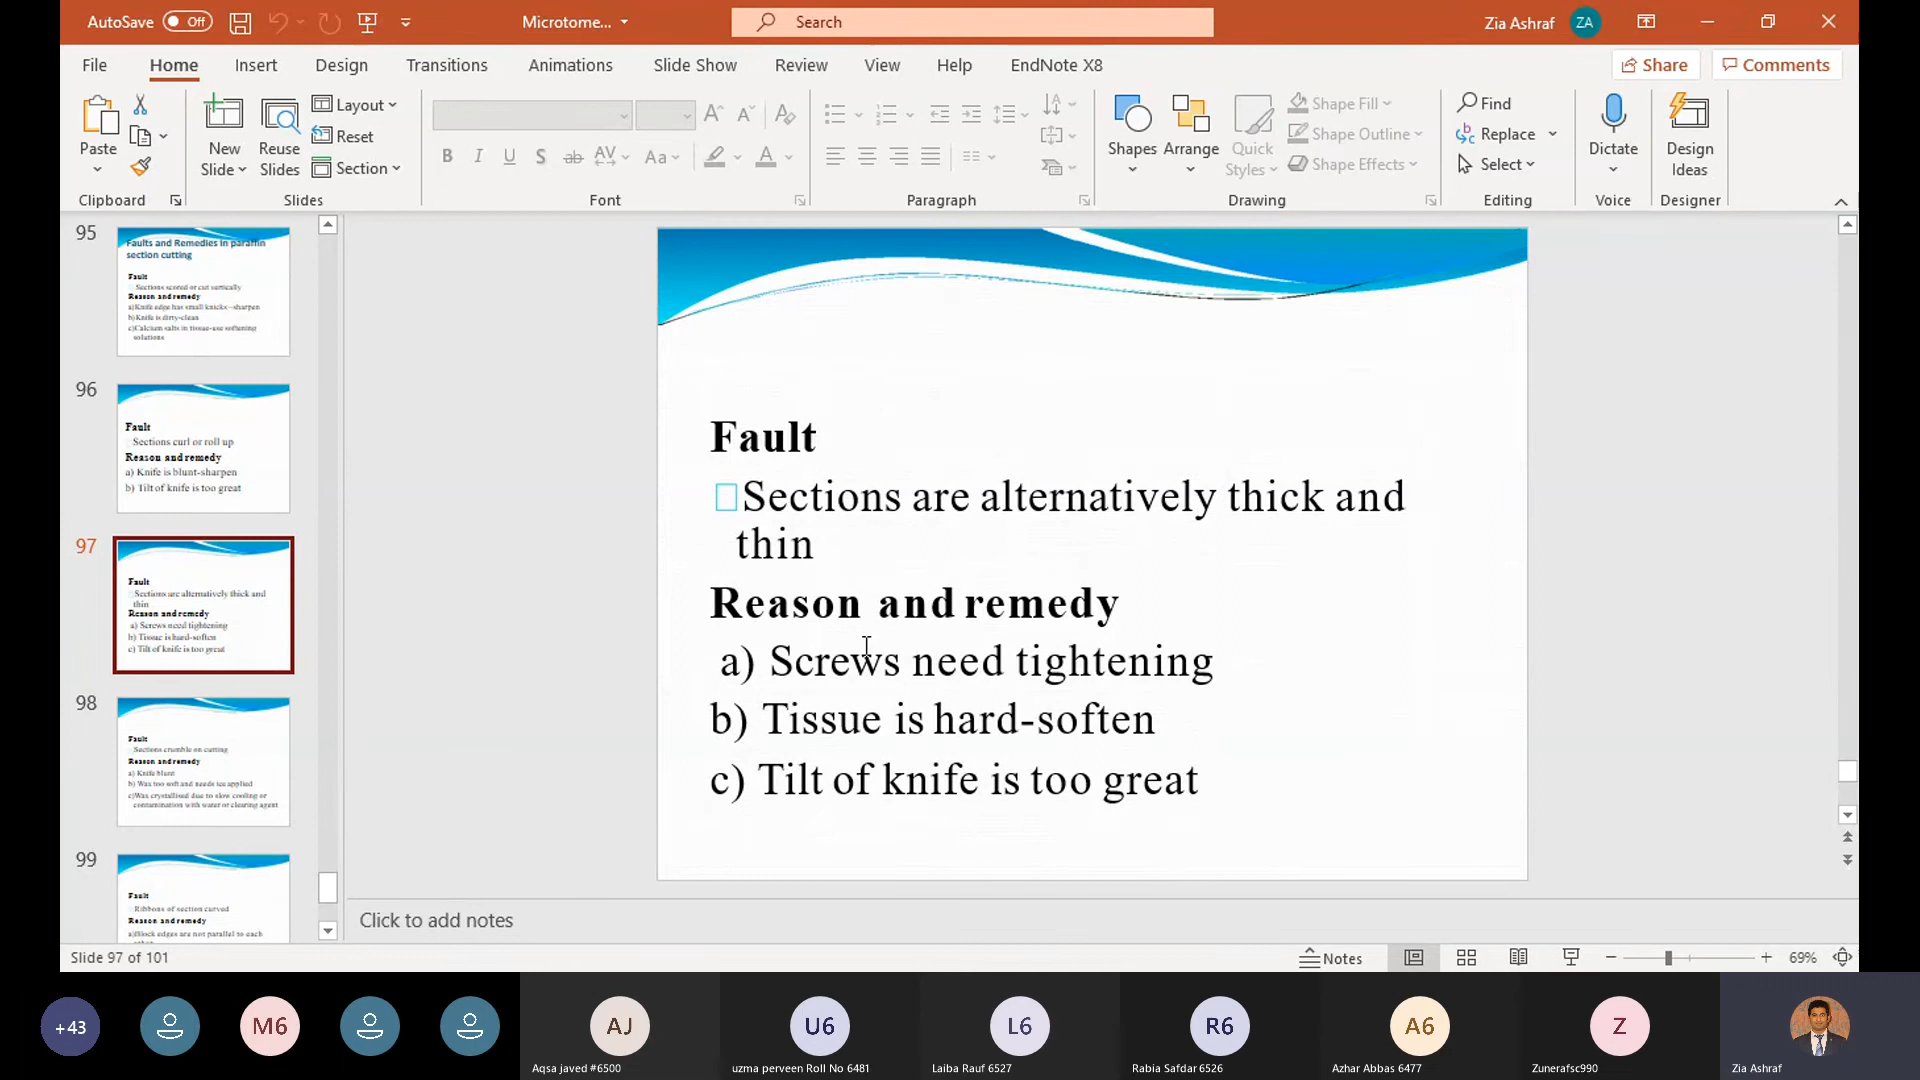 AutoSave Off Microtome... Search Zia Ashraf ZA
File Home Insert Design Transitions Animations Slide Show Review View Help EndNote X8 Share Comments
Paste New Slide Reuse Slides Layout Reset Section
B I U S ab AV Aa A
Shapes Arrange Quick Styles Shape Fill Shape Outline Shape Effects
Find Replace Select Dictate Design Ideas
Clipboard Slides Font Paragraph Drawing Editing Voice Designer
95
Faults and Remedies in paraffin
section cutting
Fault
Sections scored or cut vertically
Reason and remedy
a)Knife edge has small knicks –sharpen
b)Knife is dirty-clean
c)Calcium salts in tissue-use softening
solutions
96
Fault
Sections curl or roll up
Reason and remedy
a) Knife is blunt-sharpen
b) Tilt of knife is too great
97
Fault
Sections are alternatively thick and
thin
Reason and remedy
a) Screws need tightening
b) Tissue is hard-soften
c) Tilt of knife is too great
98
Fault
Sections crumble on cutting
Reason and remedy
a) Knife blunt
b) Wax too soft and needs ice applied
c)Wax crystallised due to slow cooling or
contamination with water or clearing agent
99
Fault
Ribbons of section curved
Reason and remedy
a)Block edges are not parallel to each
Fault
Sections are alternatively thick and
thin
Reason and remedy
a) Screws need tightening
b) Tissue is hard-soften
c) Tilt of knife is too great
Click to add notes
Slide 97 of 101 Notes 69%
+43 M6 AJ U6 L6 R6 A6 Z
Aqsa javed #6500 uzma perveen Roll No 6481 Laiba Rauf 6527 Rabia Safdar 6526 Azhar Abbas 6477 Zunerafsc990 Zia Ashraf